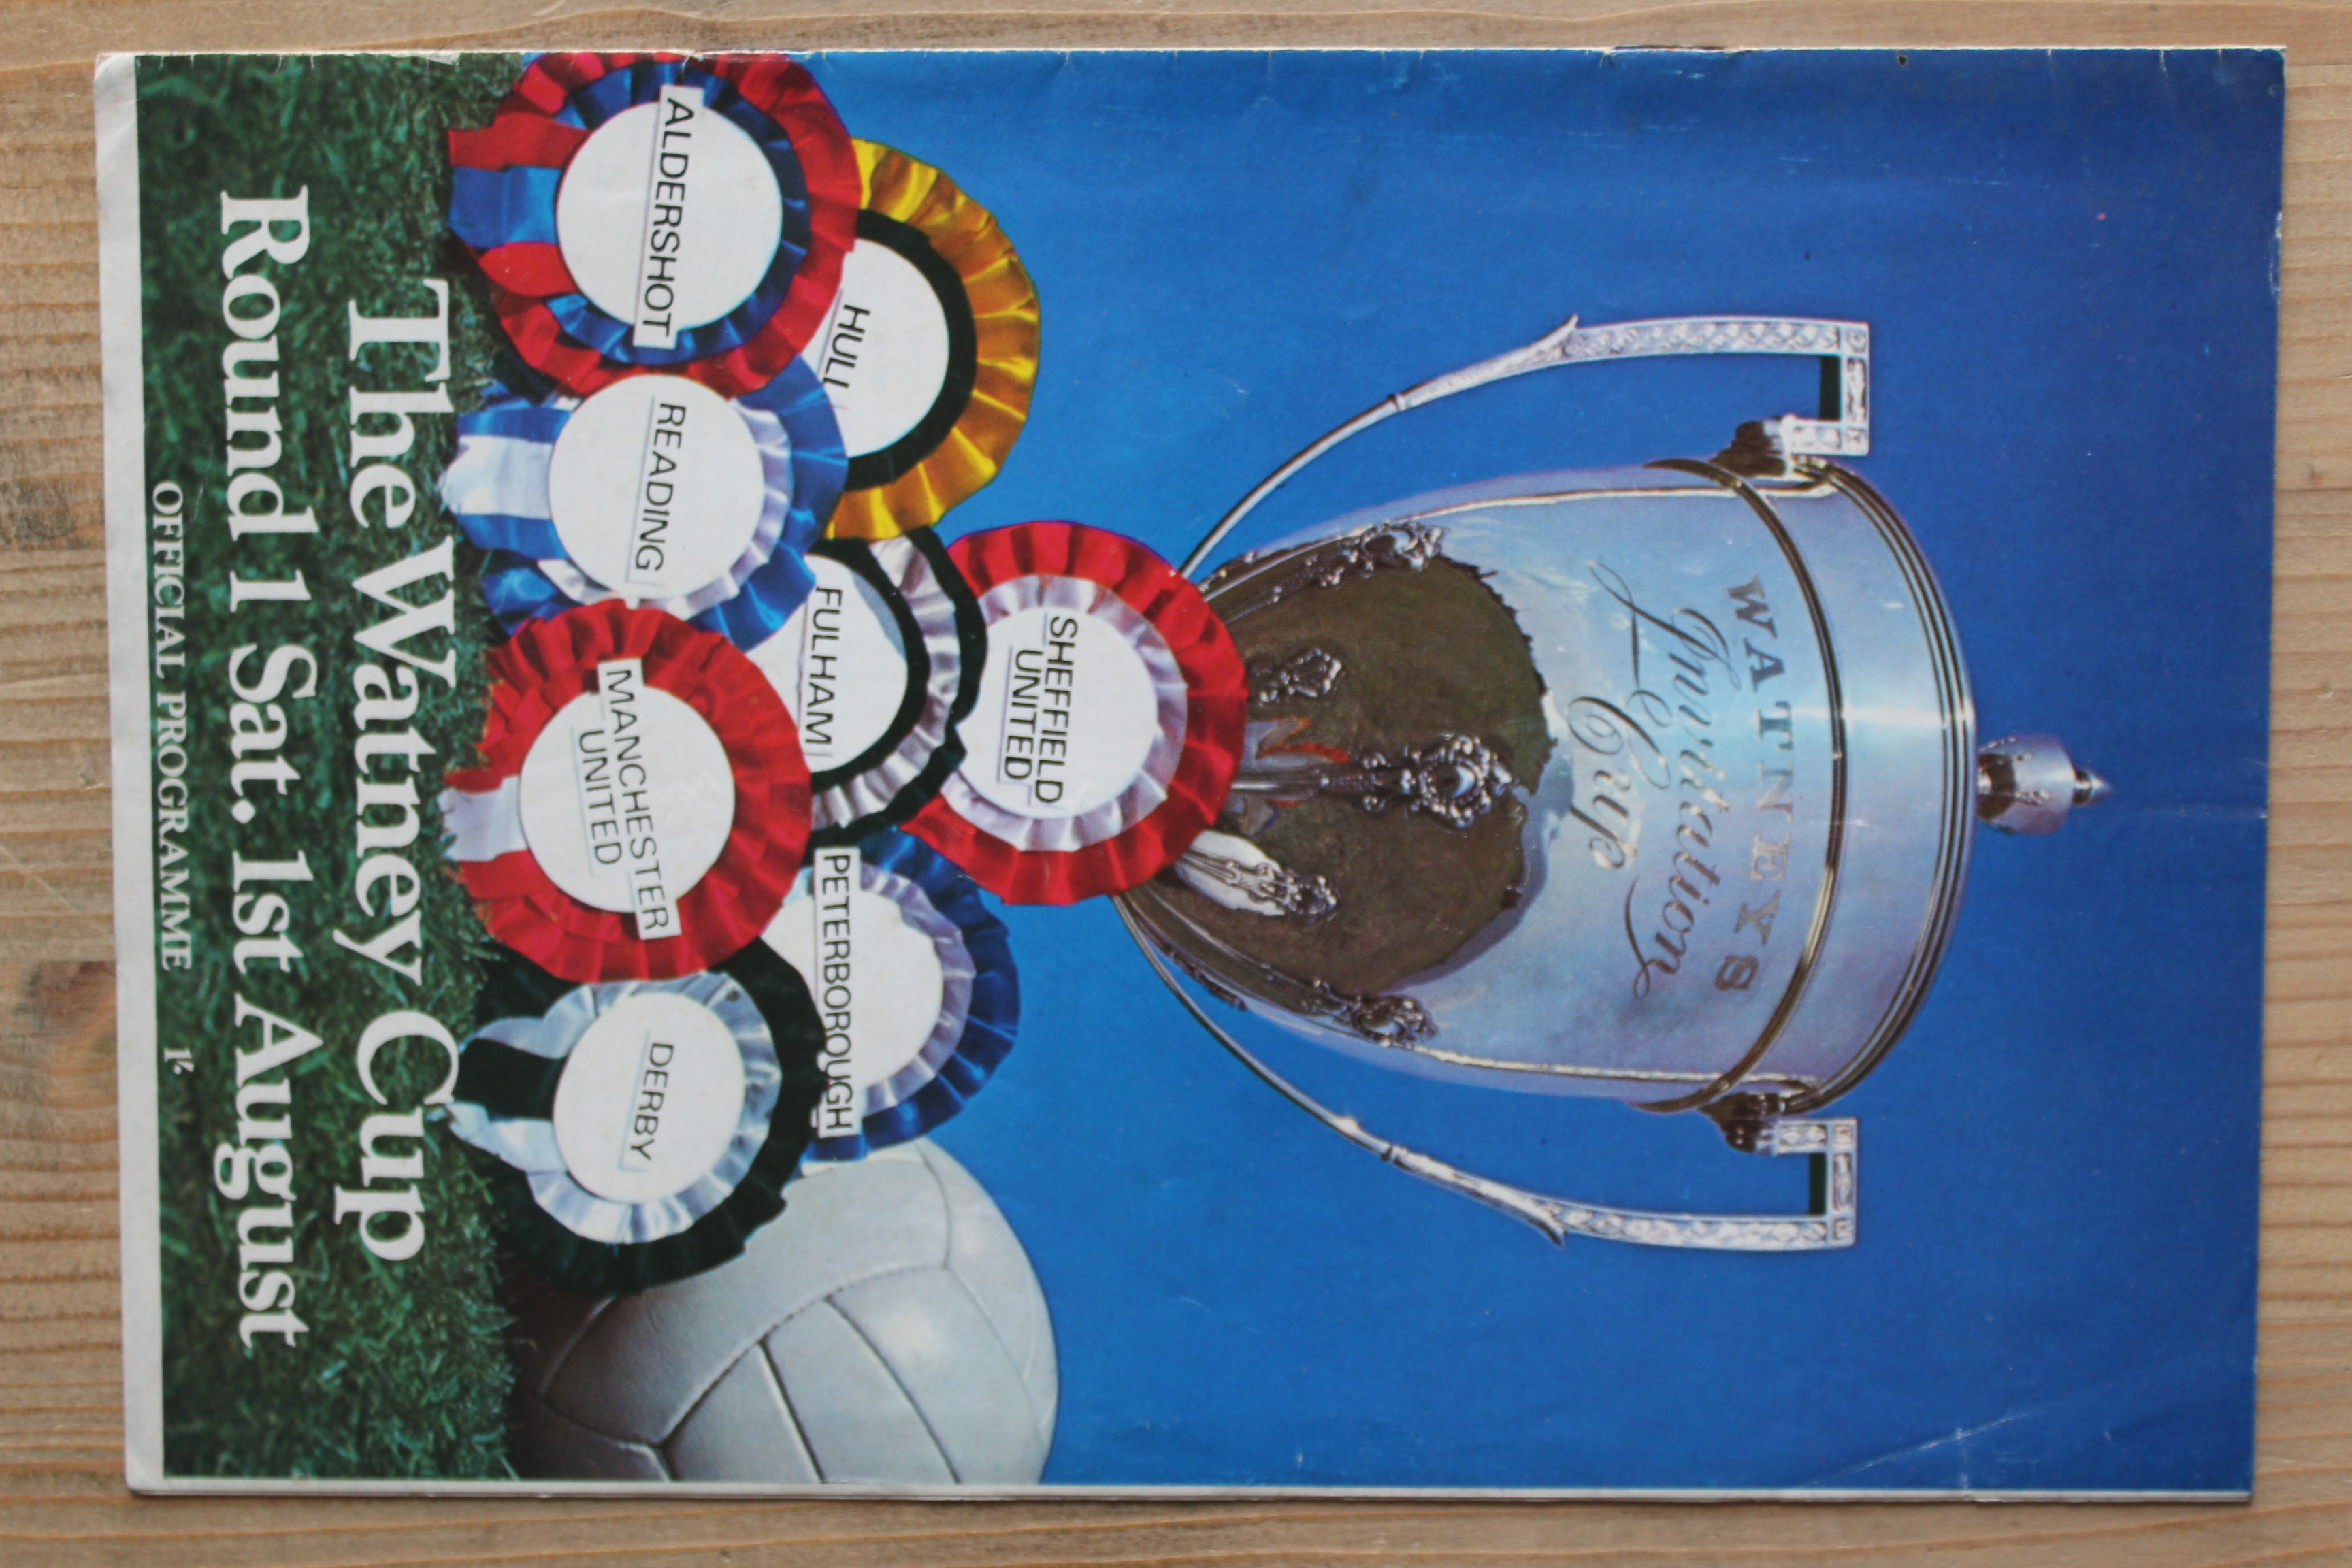 WATNEYS
Invitation
Cup
SHEFFIELD
UNITED
HULL
FULHAM
PETERBOROUGH
ALDERSHOT
READING
MANCHESTER
UNITED
DERBY
The Watney Cup
Round 1 Sat. 1st August
OFFICIAL PROGRAMME 1/-